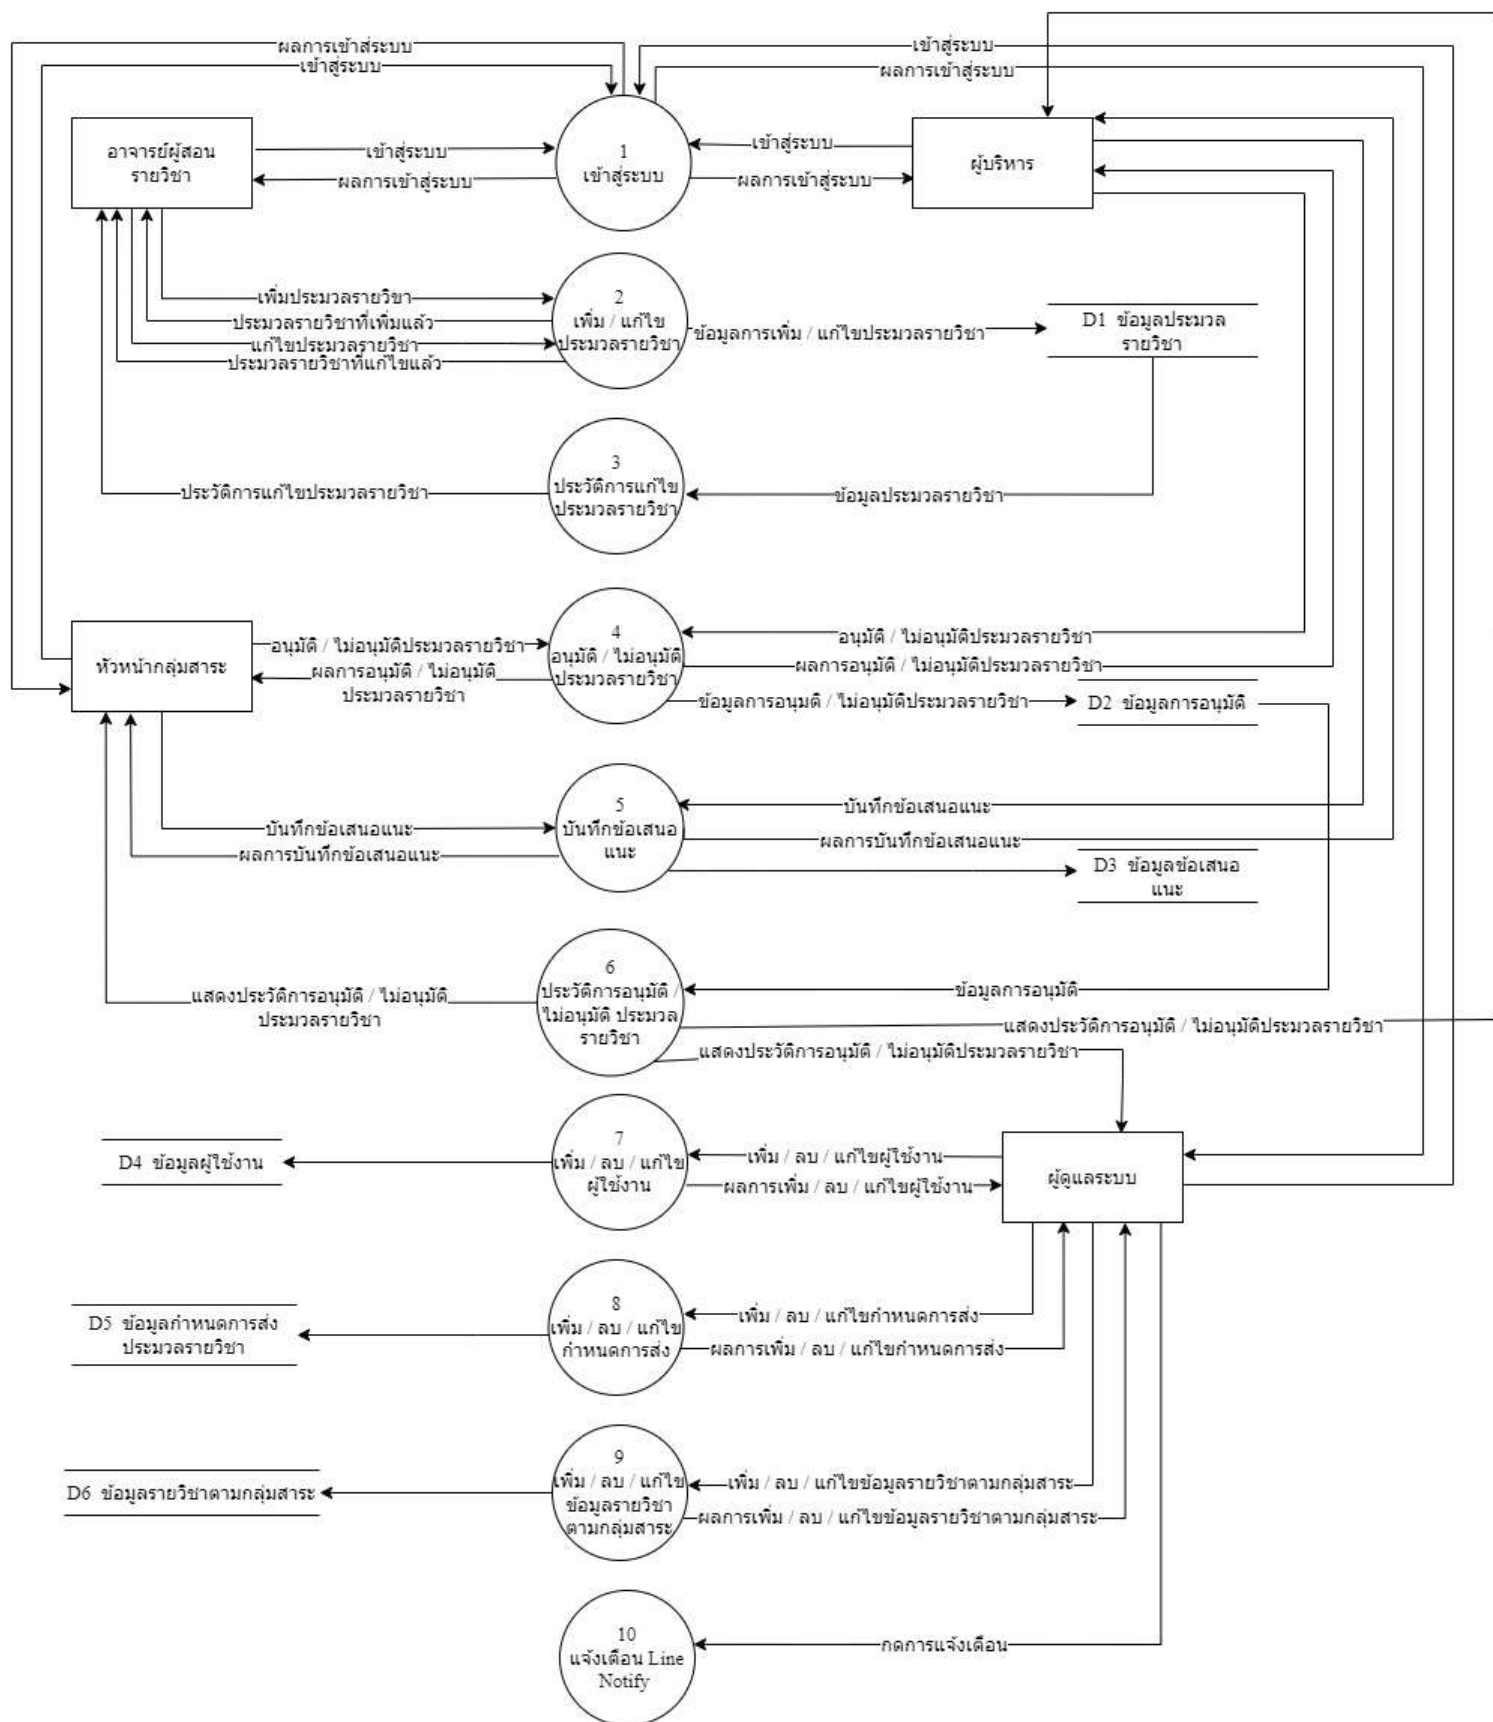 ผลการเข้าสู่ระบบ
เข้าสู่ระบบ
เข้าสู่ระบบ
ผลการเข้าสู่ระบบ
อาจารย์ผู้สอน
รายวิชา
เข้าสู่ระบบ
ผลการเข้าสู่ระบบ
1
เข้าสู่ระบบ
เข้าสู่ระบบ
ผลการเข้าสู่ระบบ
ผู้บริหาร
เพิ่มประมวลรายวิชา
ประมวลรายวิชาที่เพิ่มแล้ว
แก้ไขประมวลรายวิชา
ประมวลรายวิชาที่แก้ไขแล้ว
2
เพิ่ม / แก้ไข
ประมวลรายวิชา
ข้อมูลการเพิ่ม / แก้ไขประมวลรายวิชา
D1 ข้อมูลประมวล
รายวิชา
ประวัติการแก้ไขประมวลรายวิชา
3
ประวัติการแก้ไข
ประมวลรายวิชา
ข้อมูลประมวลรายวิชา
หัวหน้ากลุ่มสาระ
อนุมัติ / ไม่อนุมัติประมวลรายวิชา
ผลการอนุมัติ / ไม่อนุมัติ
ประมวลรายวิชา
4
อนุมัติ / ไม่อนุมัติ
ประมวลรายวิชา
อนุมัติ / ไม่อนุมัติประมวลรายวิชา
ผลการอนุมัติ / ไม่อนุมัติประมวลรายวิชา
ข้อมูลการอนุมติ / ไม่อนุมัติประมวลรายวิชา
D2 ข้อมูลการอนุมัติ
บันทึกข้อเสนอแนะ
ผลการบันทึกข้อเสนอแนะ
5
บันทึกข้อเสนอ
แนะ
บันทึกข้อเสนอแนะ
ผลการบันทึกข้อเสนอแนะ
D3 ข้อมูลข้อเสนอ
แนะ
แสดงประวัติการอนุมัติ / ไม่อนุมัติ
ประมวลรายวิชา
6
ประวัติการอนุมัติ /
ไม่อนุมัติ ประมวล
รายวิชา
ข้อมูลการอนุมัติ
แสดงประวัติการอนุมัติ / ไม่อนุมัติประมวลรายวิชา
แสดงประวัติการอนุมัติ / ไม่อนุมัติประมวลรายวิชา
D4 ข้อมูลผู้ใช้งาน
7
เพิ่ม / ลบ / แก้ไข
ผู้ใช้งาน
เพิ่ม / ลบ / แก้ไขผู้ใช้งาน
ผลการเพิ่ม / ลบ / แก้ไขผู้ใช้งาน
ผู้ดูแลระบบ
D5 ข้อมูลกำหนดการส่ง
ประมวลรายวิชา
8
เพิ่ม / ลบ / แก้ไข
กำหนดการส่ง
เพิ่ม / ลบ / แก้ไขกำหนดการส่ง
ผลการเพิ่ม / ลบ / แก้ไขกำหนดการส่ง
D6 ข้อมูลรายวิชาตามกลุ่มสาระ
9
เพิ่ม / ลบ / แก้ไข
ข้อมูลรายวิชา
ตามกลุ่มสาระ
เพิ่ม / ลบ / แก้ไขข้อมูลรายวิชาตามกลุ่มสาระ
ผลการเพิ่ม / ลบ / แก้ไขข้อมูลรายวิชาตามกลุ่มสาระ
10
แจ้งเตือน Line
Notify
กดการแจ้งเตือน